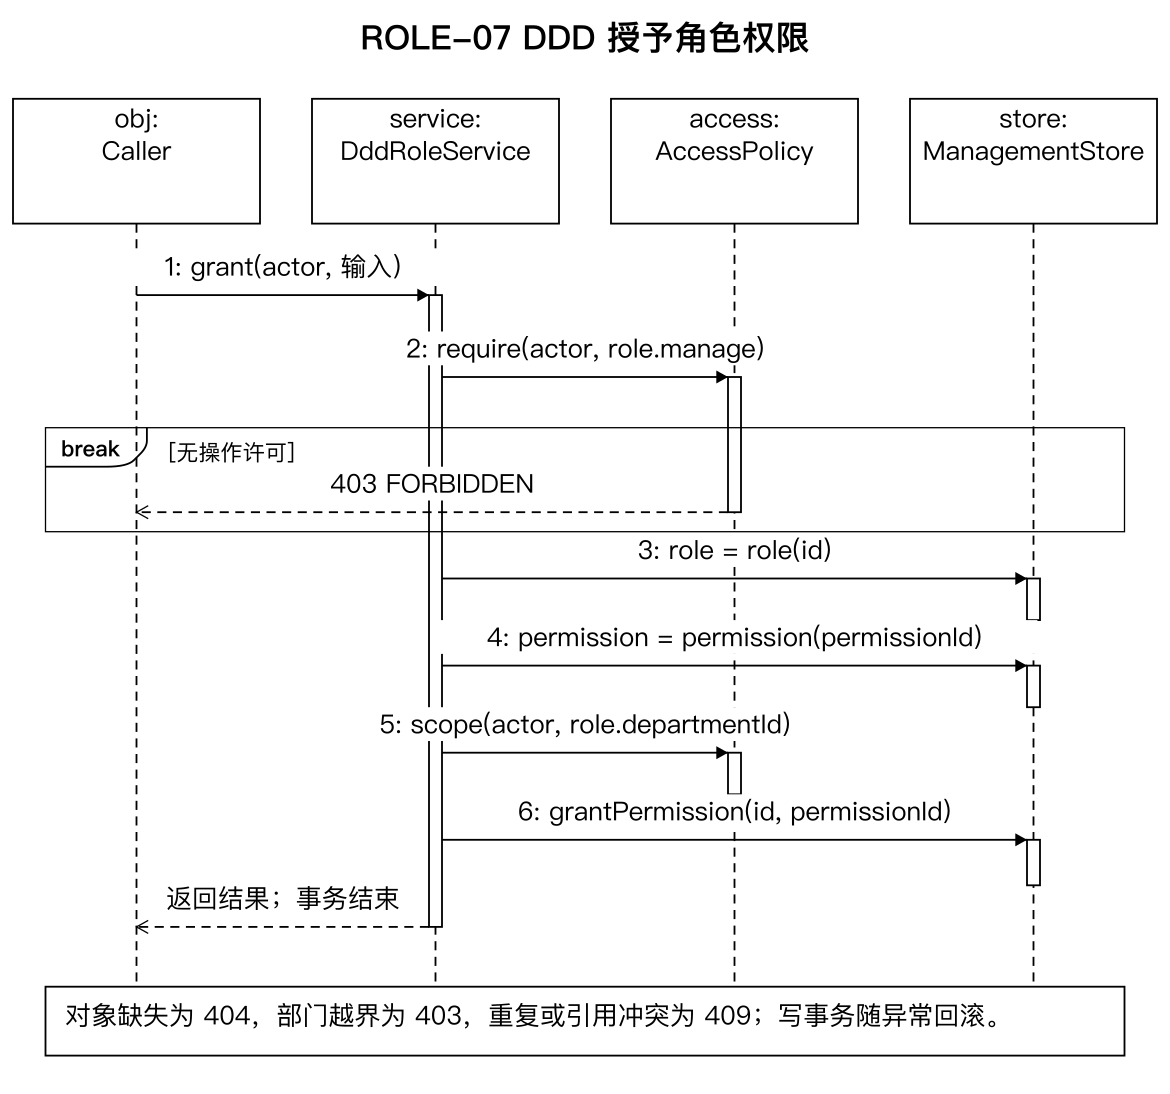 ROLE-07 DDD 授予角色权限
obj:
Caller
service:
DddRoleService
access:
AccessPolicy
store:
ManagementStore
1: grant(actor, 输入)
2: require(actor, role.manage)
break
[无操作许可]
403 FORBIDDEN
3: role = role(id)
4: permission = permission(permissionId)
5: scope(actor, role.departmentId)
6: grantPermission(id, permissionId)
返回结果；事务结束
对象缺失为 404，部门越界为 403，重复或引用冲突为 409；写事务随异常回滚。